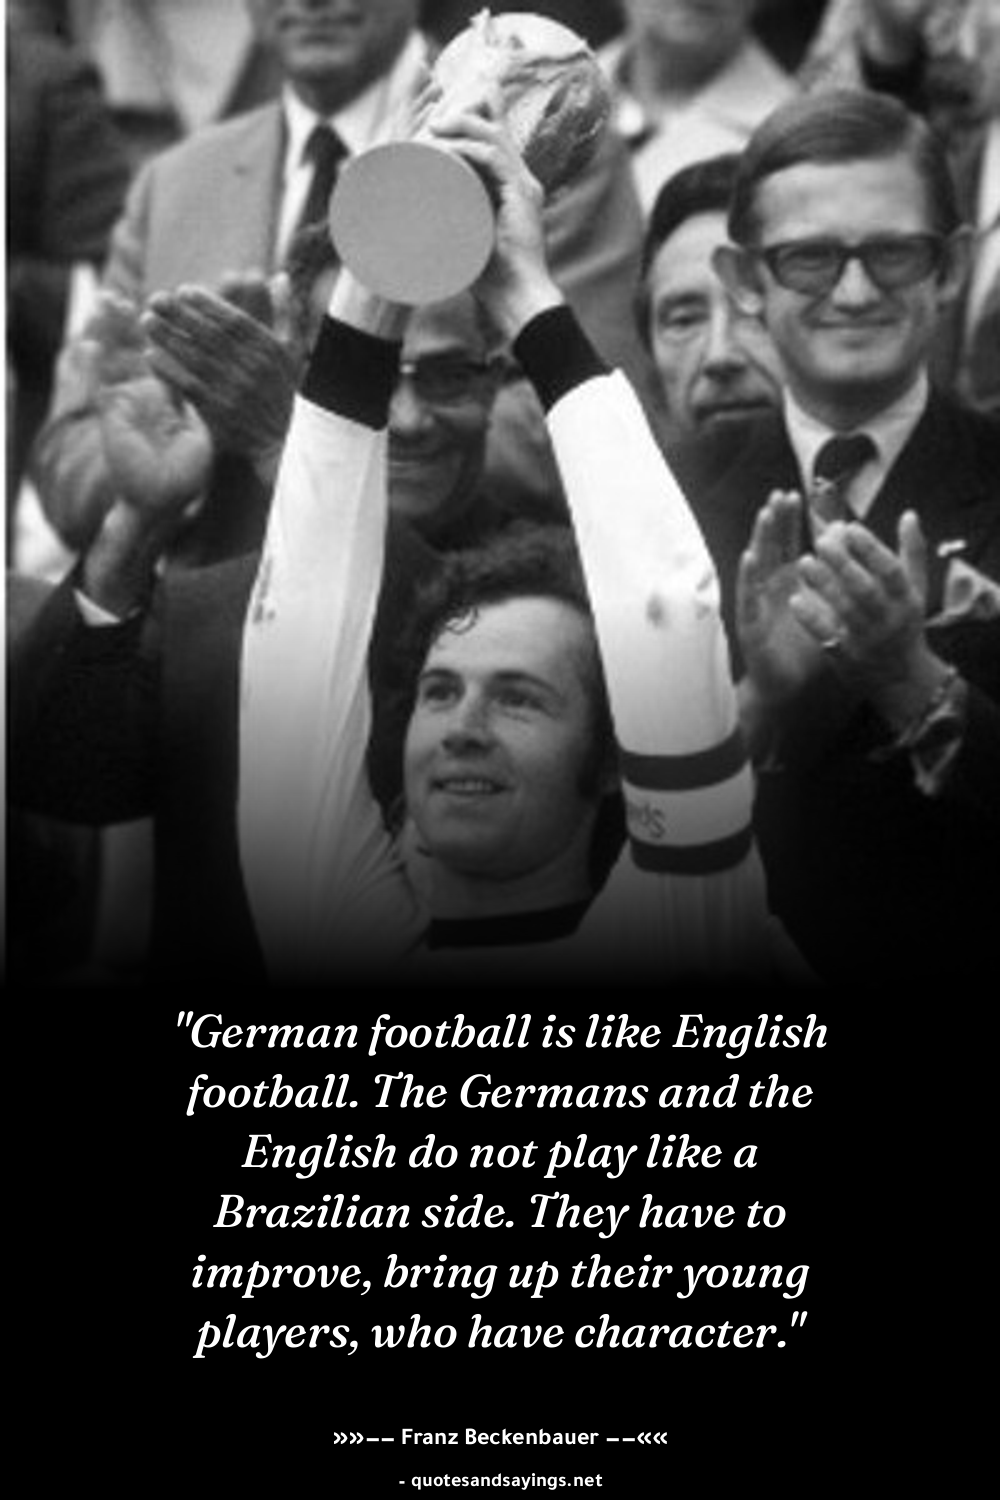 "German football is like English
football. The Germans and the
English do not play like a
Brazilian side. They have to
improve, bring up their young
players, who have character."
»»–– Franz Beckenbauer ––««
- quotesandsayings.net